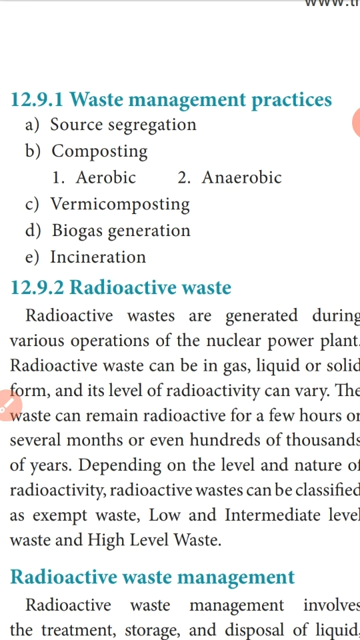 12.9.1 Waste management practices
a) Source segregation
b) Composting
1. Aerobic 2. Anaerobic
c) Vermicomposting
d) Biogas generation
e) Incineration
12.9.2 Radioactive waste
Radioactive wastes are generated during
various operations of the nuclear power plant.
Radioactive waste can be in gas, liquid or solid
form, and its level of radioactivity can vary. The
waste can remain radioactive for a few hours or
several months or even hundreds of thousands
of years. Depending on the level and nature of
radioactivity, radioactive wastes can be classified
as exempt waste, Low and Intermediate level
waste and High Level Waste.
Radioactive waste management
Radioactive waste management involves
the treatment, storage, and disposal of liquid,